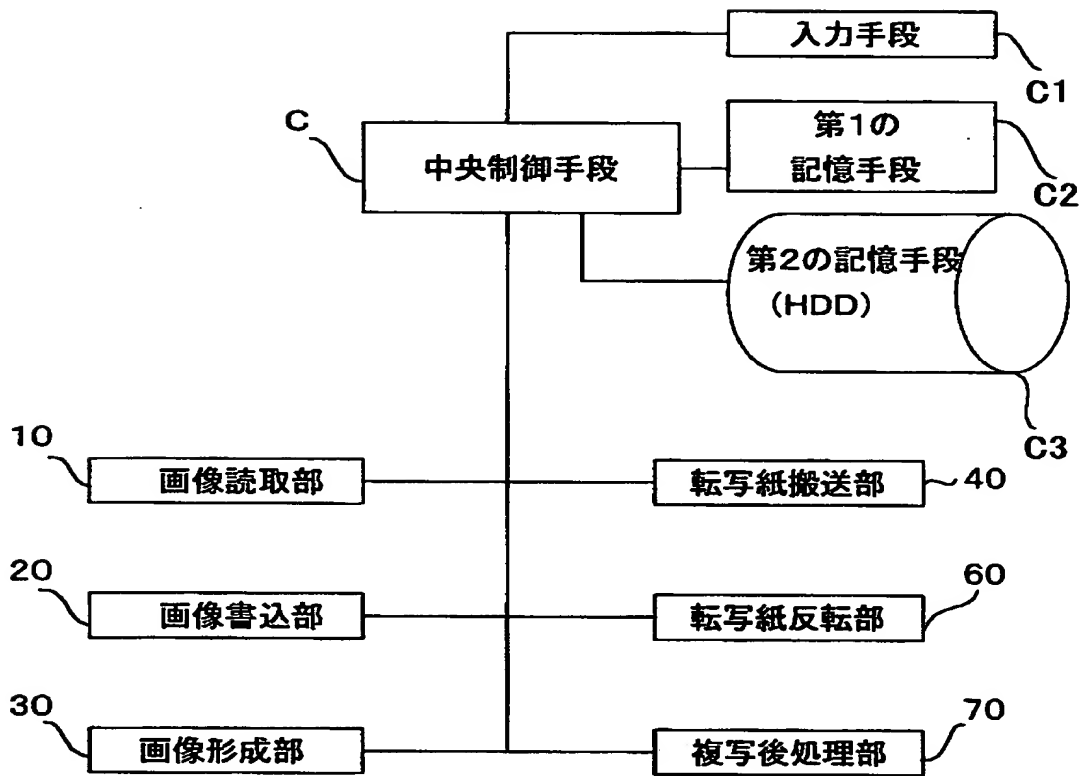 入力手段
C1
C
中央制御手段
第1の
記憶手段
C2
第2の記憶手段
(HDD)
C3
10
画像読取部
転写紙搬送部
40
20
画像書込部
転写紙反転部
60
30
画像形成部
複写後処理部
70